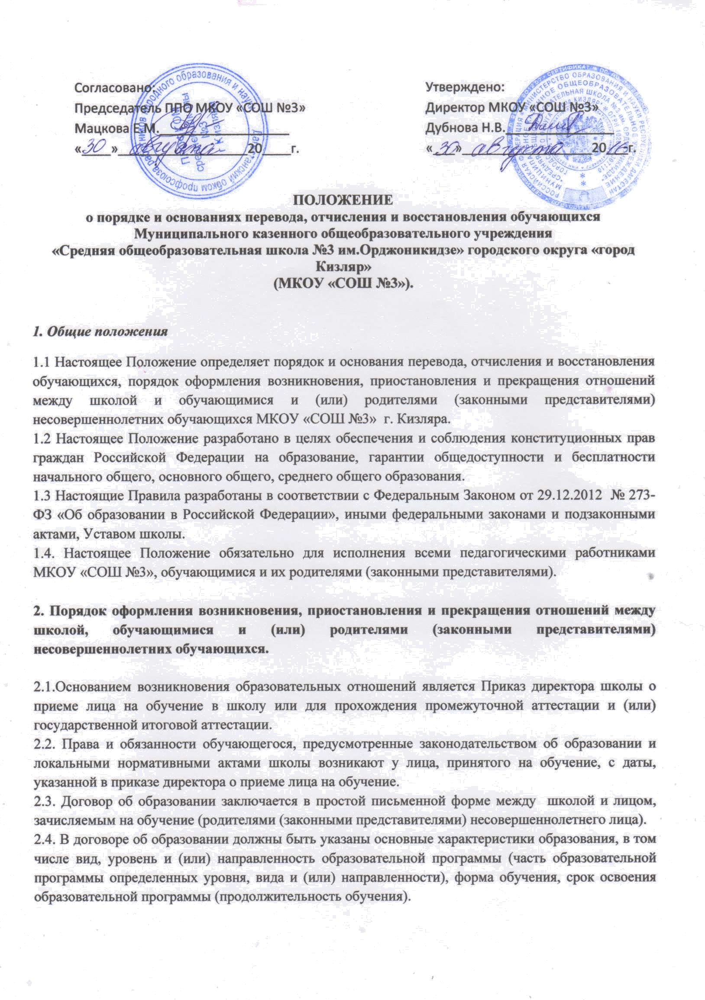 Согласовано:
Председатель ППО МКОУ «СОШ №3»
Мацкова Е.М.
«30» августа 20____г.
Утверждено:
Директор МКОУ «СОШ №3»
Дубнова Н.В.
«30» августа 2016г.
Дагестанский обком профсоюза работников народного образования и науки
№3
ПОЛОЖЕНИЕ
о порядке и основаниях перевода, отчисления и восстановления обучающихся
Муниципального казенного общеобразовательного учреждения
«Средняя общеобразовательная школа №3 им.Орджоникидзе» городского округа «город
Кизляр»
(МКОУ «СОШ №3»).
1. Общие положения
1.1 Настоящее Положение определяет порядок и основания перевода, отчисления и восстановления
обучающихся, порядок оформления возникновения, приостановления и прекращения отношений
между школой и обучающимися и (или) родителями (законными представителями)
несовершеннолетних обучающихся МКОУ «СОШ №3» г. Кизляра.
1.2 Настоящее Положение разработано в целях обеспечения и соблюдения конституционных прав
граждан Российской Федерации на образование, гарантии общедоступности и бесплатности
начального общего, основного общего, среднего общего образования.
1.3 Настоящие Правила разработаны в соответствии с Федеральным Законом от 29.12.2012 № 273-
ФЗ «Об образовании в Российской Федерации», иными федеральными законами и подзаконными
актами, Уставом школы.
1.4. Настоящее Положение обязательно для исполнения всеми педагогическими работниками
МКОУ «СОШ №3», обучающимися и их родителями (законными представителями).
2. Порядок оформления возникновения, приостановления и прекращения отношений между
школой, обучающимися и (или) родителями (законными представителями)
несовершеннолетних обучающихся.
2.1.Основанием возникновения образовательных отношений является Приказ директора школы о
приеме лица на обучение в школу или для прохождения промежуточной аттестации и (или)
государственной итоговой аттестации.
2.2. Права и обязанности обучающегося, предусмотренные законодательством об образовании и
локальными нормативными актами школы возникают у лица, принятого на обучение, с даты,
указанной в приказе директора о приеме лица на обучение.
2.3. Договор об образовании заключается в простой письменной форме между школой и лицом,
зачисляемым на обучение (родителями (законными представителями) несовершеннолетнего лица).
2.4. В договоре об образовании должны быть указаны основные характеристики образования, в том
числе вид, уровень и (или) направленность образовательной программы (часть образовательной
программы определенных уровня, вида и (или) направленности), форма обучения, срок освоения
образовательной программы (продолжительность обучения).